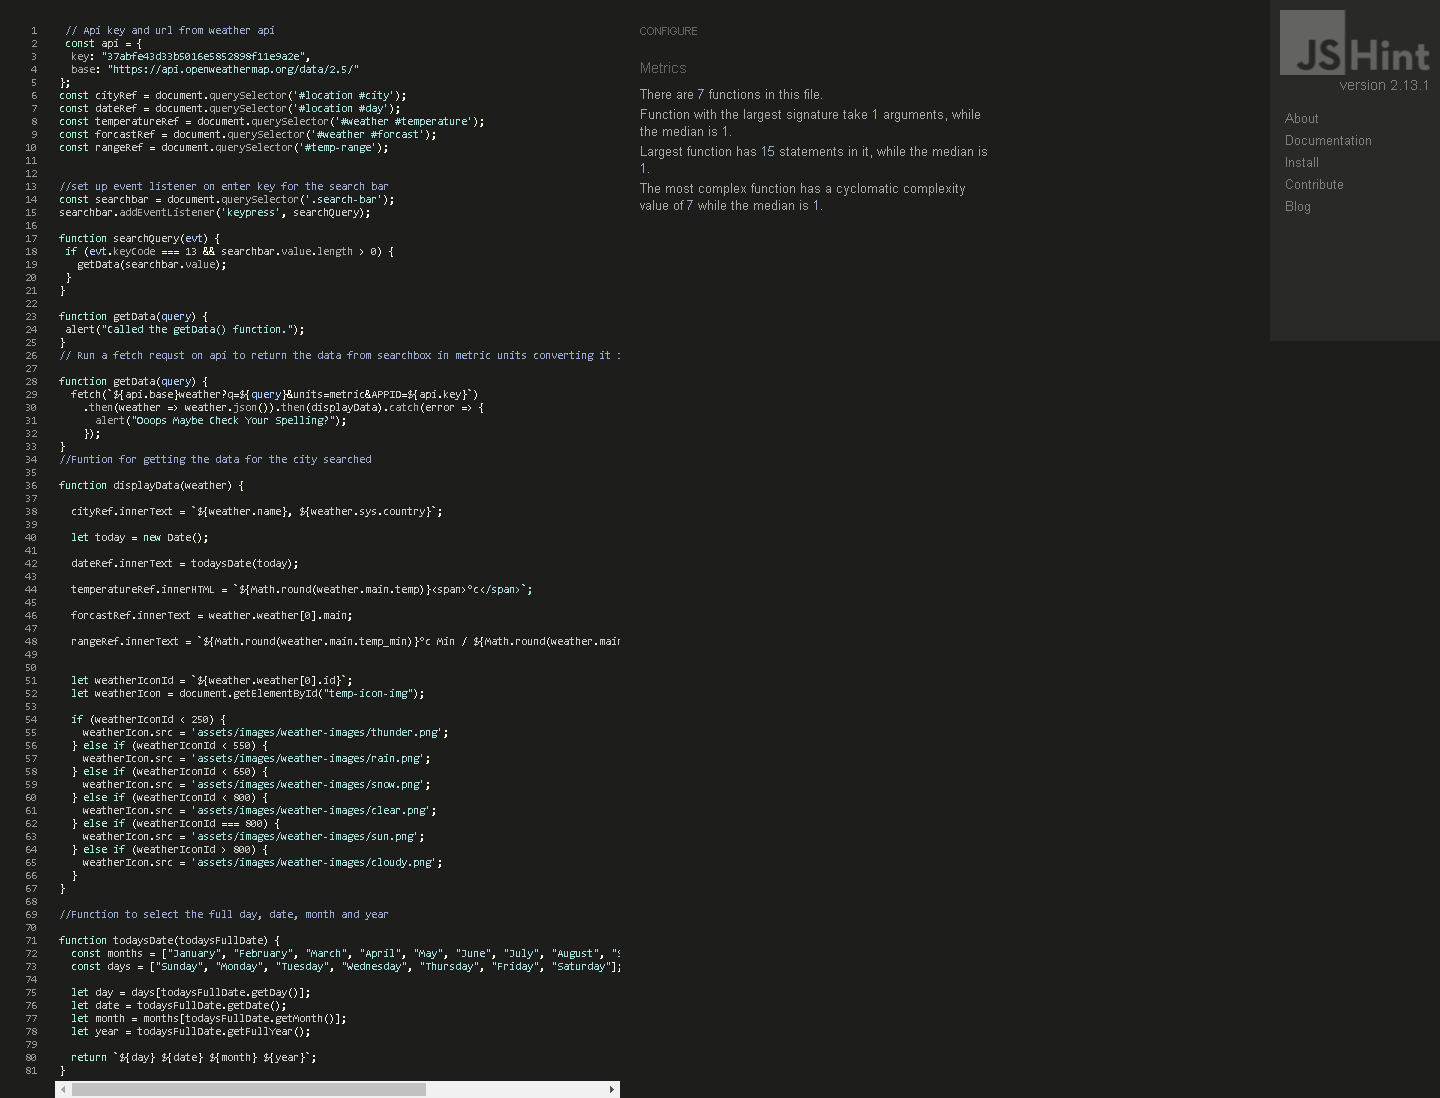 1 // Api key and url from weather api
2 const api = {
3 key: "37abfe43d33b5016e5852898f11e9a2e",
4 base: "https://api.openweathermap.org/data/2.5/"
5 };
6 const cityRef = document.querySelector('#location #city');
7 const dateRef = document.querySelector('#location #day');
8 const temperatureRef = document.querySelector('#weather #temperature');
9 const forcastRef = document.querySelector('#weather #forcast');
10 const rangeRef = document.querySelector('#temp-range');
11
12
13 //set up event listener on enter key for the search bar
14 const searchbar = document.querySelector('.search-bar');
15 searchbar.addEventListener('keypress', searchQuery);
16
17 function searchQuery(evt) {
18 if (evt.keyCode === 13 && searchbar.value.length > 0) {
19 getData(searchbar.value);
20 }
21 }
22
23 function getData(query) {
24 alert("Called the getData() function.");
25 }
26 // Run a fetch requst on api to return the data from searchbox in metric units converting it
27
28 function getData(query) {
29 fetch(`${api.base}weather?q=${query}&units=metric&APPID=${api.key}`)
30 .then(weather => weather.json()).then(displayData).catch(error => {
31 alert("Ooops Maybe Check Your Spelling?");
32 });
33 }
34 //Funtion for getting the data for the city searched
35
36 function displayData(weather) {
37
38 cityRef.innerText = `${weather.name}, ${weather.sys.country}`;
39
40 let today = new Date();
41
42 dateRef.innerText = todaysDate(today);
43
44 temperatureRef.innerHTML = `${Math.round(weather.main.temp)}<span>°c</span>`;
45
46 forcastRef.innerText = weather.weather[0].main;
47
48 rangeRef.innerText = `${Math.round(weather.main.temp_min)}°c Min / ${Math.round(weather.main
49
50
51 let weatherIconId = `${weather.weather[0].id}`;
52 let weatherIcon = document.getElementById("temp-icon-img");
53
54 if (weatherIconId < 250) {
55 weatherIcon.src = 'assets/images/weather-images/thunder.png';
56 } else if (weatherIconId < 550) {
57 weatherIcon.src = 'assets/images/weather-images/rain.png';
58 } else if (weatherIconId < 650) {
59 weatherIcon.src = 'assets/images/weather-images/snow.png';
60 } else if (weatherIconId < 800) {
61 weatherIcon.src = 'assets/images/weather-images/clear.png';
62 } else if (weatherIconId === 800) {
63 weatherIcon.src = 'assets/images/weather-images/sun.png';
64 } else if (weatherIconId > 800) {
65 weatherIcon.src = 'assets/images/weather-images/cloudy.png';
66 }
67 }
68
69 //Function to select the full day, date, month and year
70
71 function todaysDate(todaysFullDate) {
72 const months = ["January", "February", "March", "April", "May", "June", "July", "August", "S
73 const days = ["Sunday", "Monday", "Tuesday", "Wednesday", "Thursday", "Friday", "Saturday"];
74
75 let day = days[todaysFullDate.getDay()];
76 let date = todaysFullDate.getDate();
77 let month = months[todaysFullDate.getMonth()];
78 let year = todaysFullDate.getFullYear();
79
80 return `${day} ${date} ${month} ${year}`;
81 }
CONFIGURE
Metrics
There are 7 functions in this file.
Function with the largest signature take 1 arguments, while
the median is 1.
Largest function has 15 statements in it, while the median is
1.
The most complex function has a cyclomatic complexity
value of 7 while the median is 1.
JSHint
version 2.13.1
About
Documentation
Install
Contribute
Blog